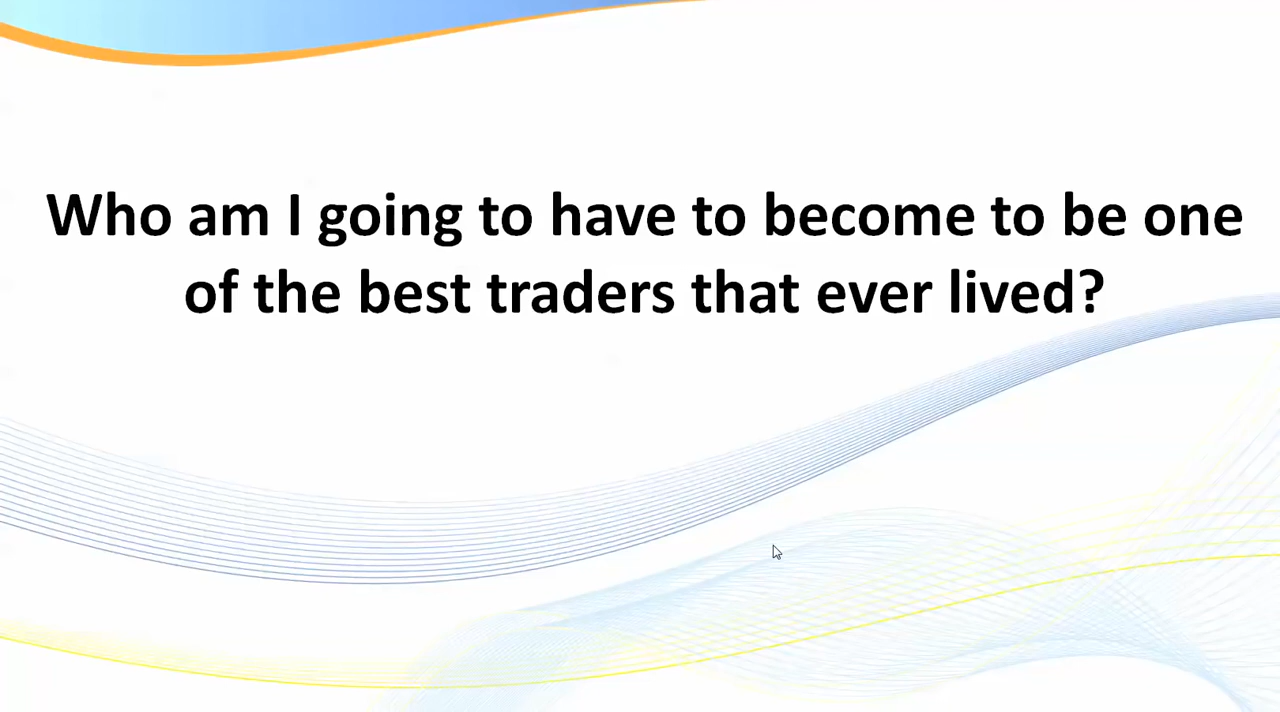 Who am I going to have to become to be one
of the best traders that ever lived?